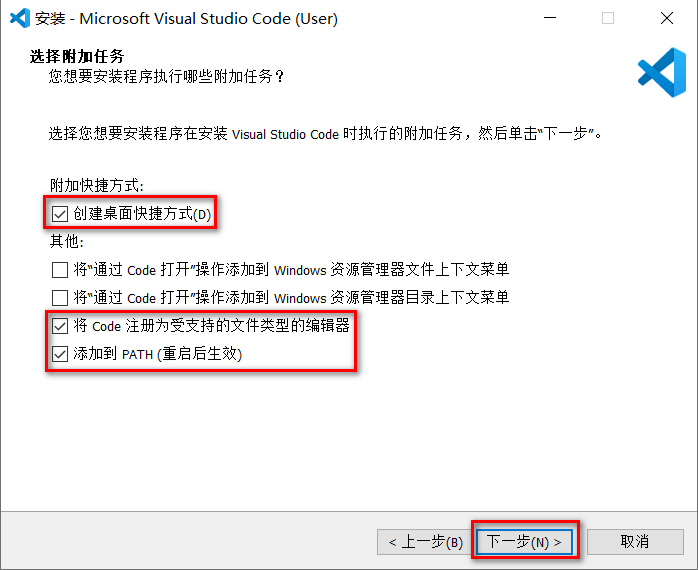 安装 - Microsoft Visual Studio Code (User)
选择附加任务
您想要安装程序执行哪些附加任务？
选择您想要安装程序在安装 Visual Studio Code 时执行的附加任务，然后单击“下一步”。
附加快捷方式:
创建桌面快捷方式(D)
其他:
将“通过 Code 打开”操作添加到 Windows 资源管理器文件上下文菜单
将“通过 Code 打开”操作添加到 Windows 资源管理器目录上下文菜单
将 Code 注册为受支持的文件类型的编辑器
添加到 PATH (重启后生效)
< 上一步(B) 下一步(N) > 取消